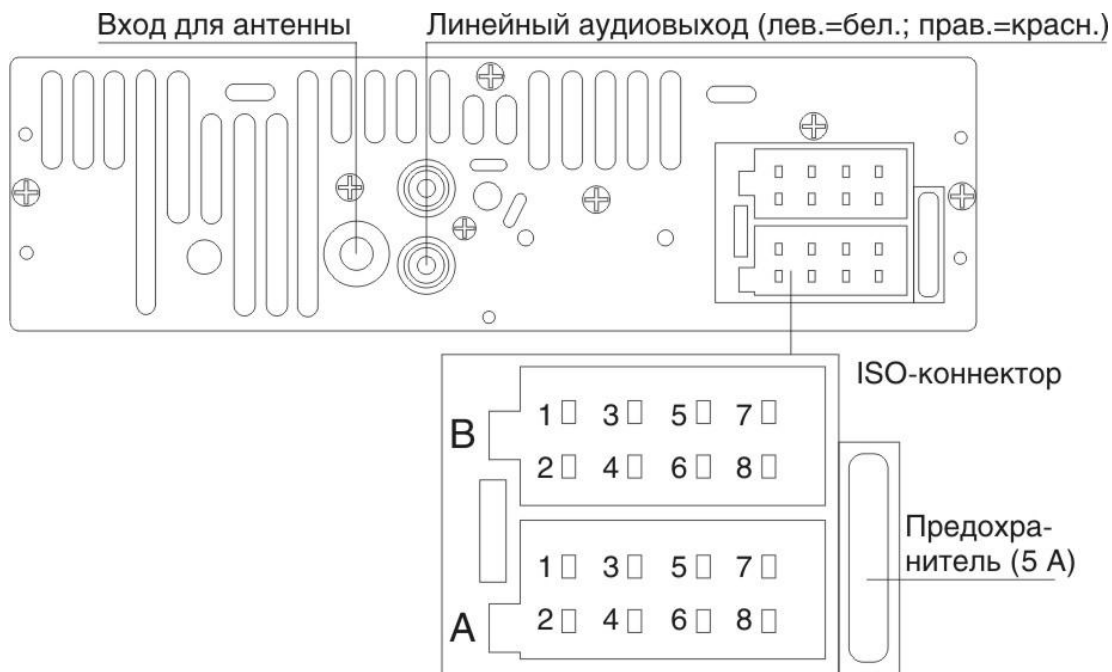 Вход для антенны
Линейный аудиовыход (лев.=бел.; прав.=красн.)
ISO-коннектор
B
1 3 5 7
2 4 6 8
Предохра-
нитель (5 А)
A
1 3 5 7
2 4 6 8